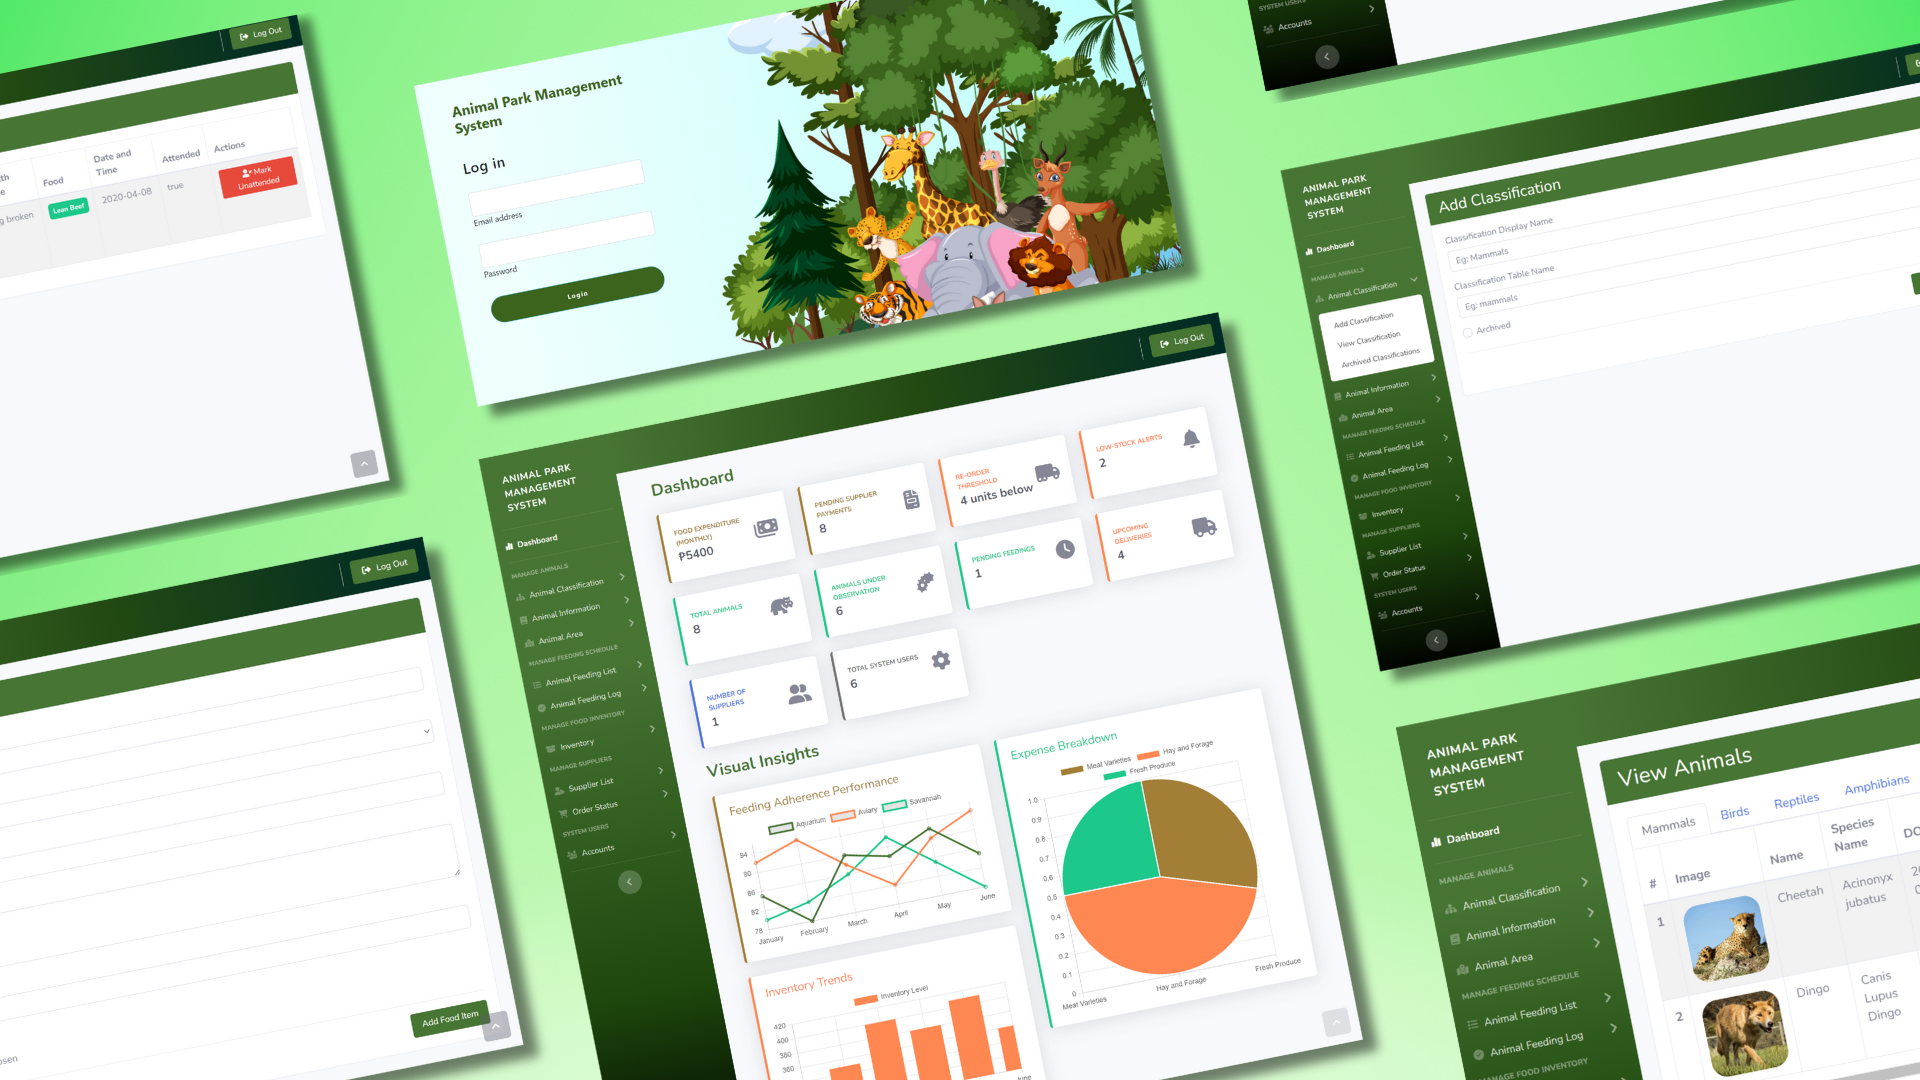 Log Out
Food
Date and
Time
Attended
Actions
g broken
Lean Beef
2020-04-08
true
Mark
Unattended
Animal Park Management
System
Log in
Email address
Password
Login
SYSTEM USERS
Accounts
ANIMAL PARK
MANAGEMENT
SYSTEM
Dashboard
MANAGE ANIMALS
Animal Classification
Add Classification
View Classification
Archived Classifications
Animal Information
Animal Area
MANAGE FEEDING SCHEDULE
Animal Feeding List
Animal Feeding Log
MANAGE FOOD INVENTORY
Inventory
MANAGE SUPPLIERS
Supplier List
Order Status
SYSTEM USERS
Accounts
Add Classification
Classification Display Name
Eg: Mammals
Classification Table Name
Eg: mammals
Archived
Log Out
Add Food Item
osen
Log Out
ANIMAL PARK
MANAGEMENT
SYSTEM
Dashboard
MANAGE ANIMALS
Animal Classification
Animal Information
Animal Area
MANAGE FEEDING SCHEDULE
Animal Feeding List
Animal Feeding Log
MANAGE FOOD INVENTORY
Inventory
MANAGE SUPPLIERS
Supplier List
Order Status
SYSTEM USERS
Accounts
Dashboard
FOOD EXPENDITURE
(MONTHLY)
₱5400
PENDING SUPPLIER
PAYMENTS
8
RE-ORDER
THRESHOLD
4 units below
LOW-STOCK ALERTS
2
TOTAL ANIMALS
8
ANIMALS UNDER
OBSERVATION
6
PENDING FEEDINGS
1
UPCOMING
DELIVERIES
4
NUMBER OF
SUPPLIERS
1
TOTAL SYSTEM USERS
6
Visual Insights
Feeding Adherence Performance
Aquarium Aviary Savannah
94
90
86
82
78
January February March April May June
Expense Breakdown
Meat Varieties Hay and Forage
Fresh Produce
1.0
0.9
0.8
0.7
0.6
0.5
0.4
0.3
0.2
0.1
0
Meat Varieties Hay and Forage Fresh Produce
Inventory Trends
Inventory Level
420
400
380
360
June
ANIMAL PARK
MANAGEMENT
SYSTEM
Dashboard
MANAGE ANIMALS
Animal Classification
Animal Information
Animal Area
MANAGE FEEDING SCHEDULE
Animal Feeding List
Animal Feeding Log
MANAGE FOOD INVENTORY
View Animals
Mammals Birds Reptiles Amphibians
# Image Name Species
Name
1 Cheetah Acinonyx
jubatus
2 Dingo Canis
Lupus
Dingo